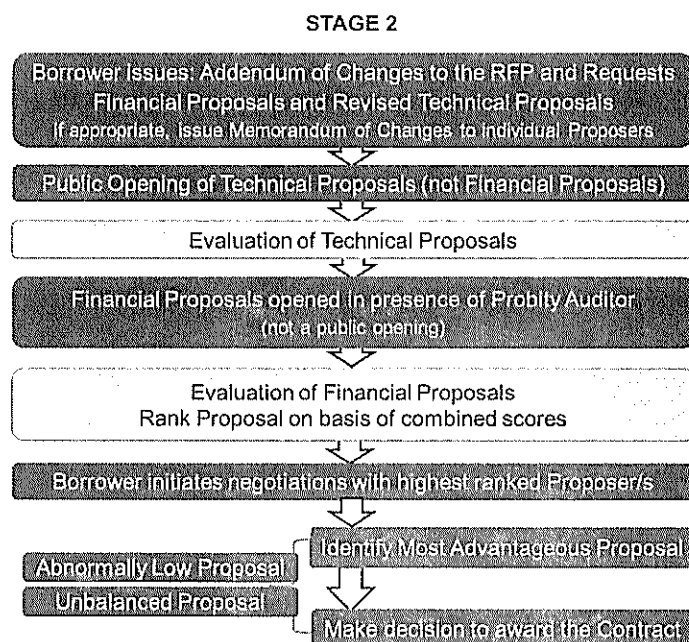 STAGE 2
Borrower Issues: Addendum of Changes to the RFP and Requests
Financial Proposals and Revised Technical Proposals
If appropriate, issue Memorandum of Changes to Individual Proposers
Public Opening of Technical Proposals (not Financial Proposals)
Evaluation of Technical Proposals
Financial Proposals opened in presence of Probity Auditor
(not a public opening)
Evaluation of Financial Proposals
Rank Proposal on basis of combined scores
Borrower initiates negotiations with highest ranked Proposer/s
Identify Most Advantageous Proposal
Abnormally Low Proposal
Unbalanced Proposal
Make decision to award the Contract